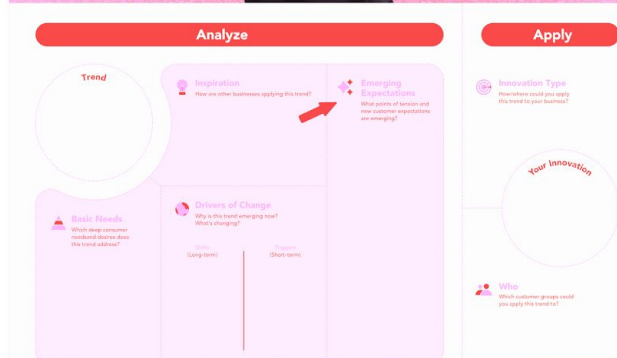 Analyze
Apply
Trend
Inspiration
How are other businesses applying this trend?
Emerging
Expectations
What points of tension and
new customer expectations
are emerging?
Basic Needs
Which deep consumer
needsand desires does
this trend address?
Drivers of Change
Why is this trend emerging now?
What's changing?
Shifts
(Long-term)
Triggers
(Short-term)
Innovation Type
How/where could you apply
this trend to your business?
Your Innovation
Who
Which customer groups could
you apply this trend to?